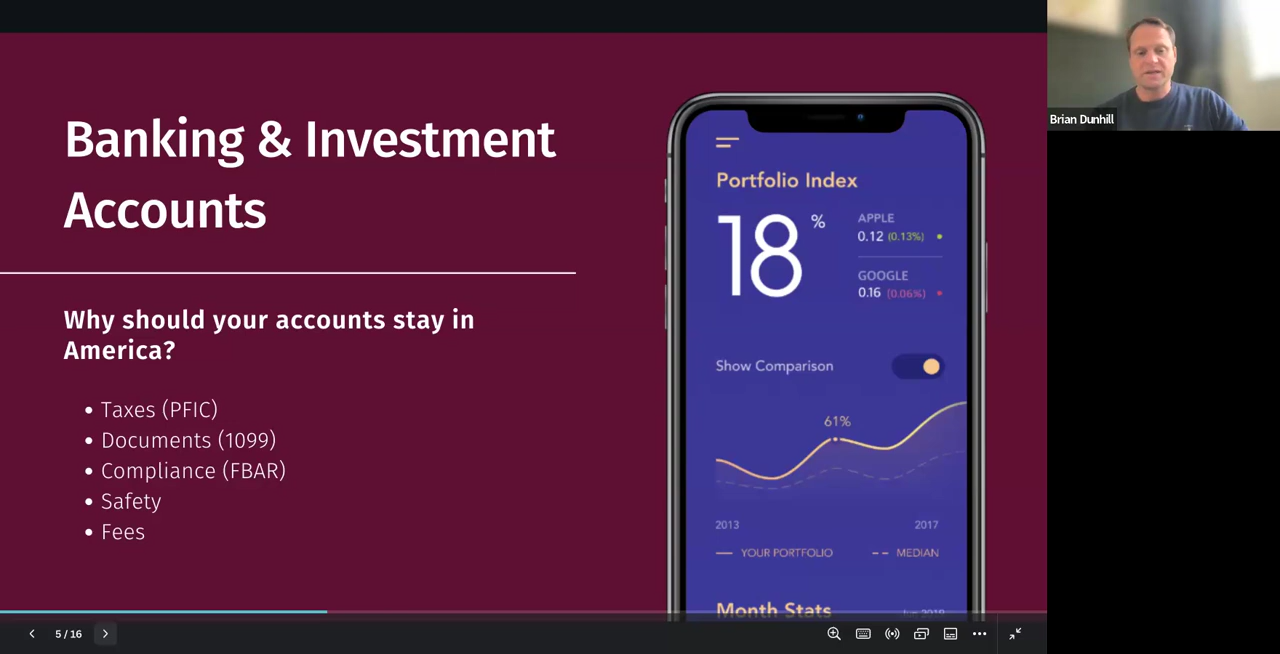 Banking & Investment
Accounts
Why should your accounts stay in
America?
• Taxes (PFIC)
• Documents (1099)
• Compliance (FBAR)
• Safety
• Fees
Portfolio Index
18 %
APPLE
0.12 (0.13%)
GOOGLE
0.16 (0.06%)
Show Comparison
61%
2013 2017
YOUR PORTFOLIO MEDIAN
Month Stats
Brian Dunhill
5 / 16